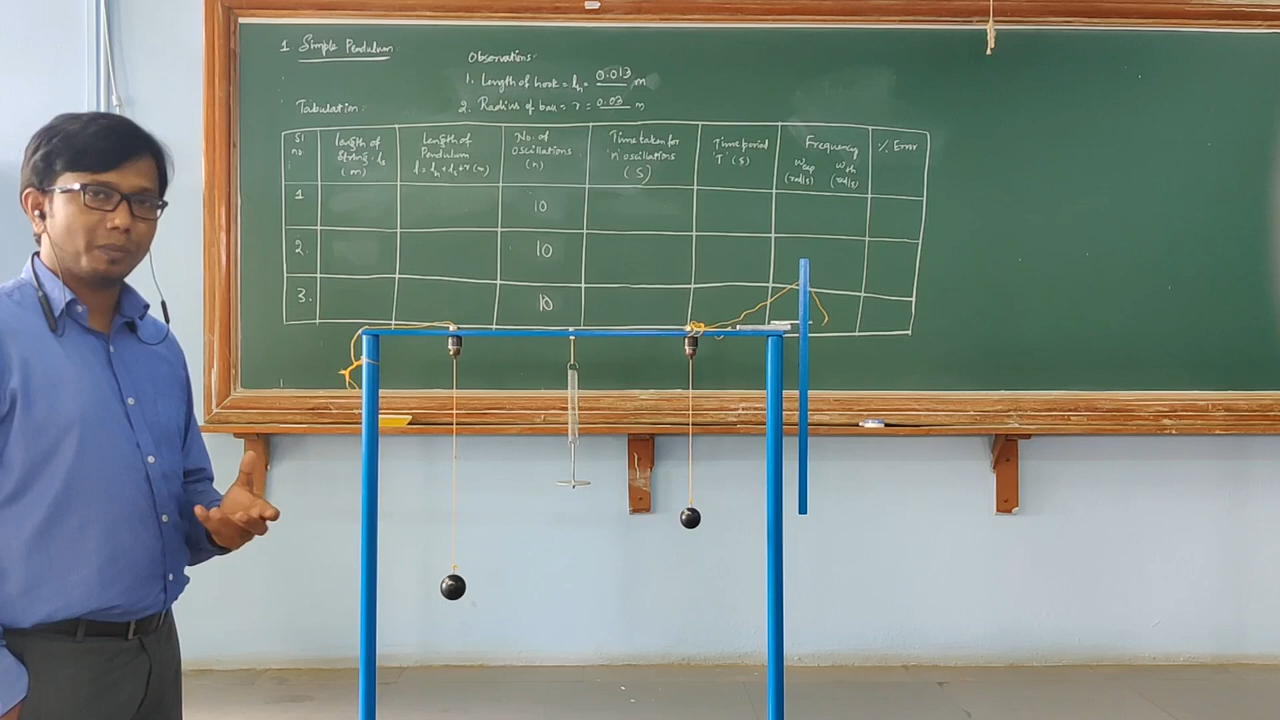 1. Simple Pendulum
Observations:
1. Length of hook = lh = 0.013 m
2. Radius of ball = r = 0.03 m
Tabulation:
Sl no:
Length of String ls (m)
Length of Pendulum l = lh + ls + r (m)
No. of Oscillations (n)
Time taken for 'n' oscillations (S)
Time period 'T' (s)
Frequency
ωexp (rad/s)
ωth (rad/s)
% Error
1 10
2. 10
3. 10